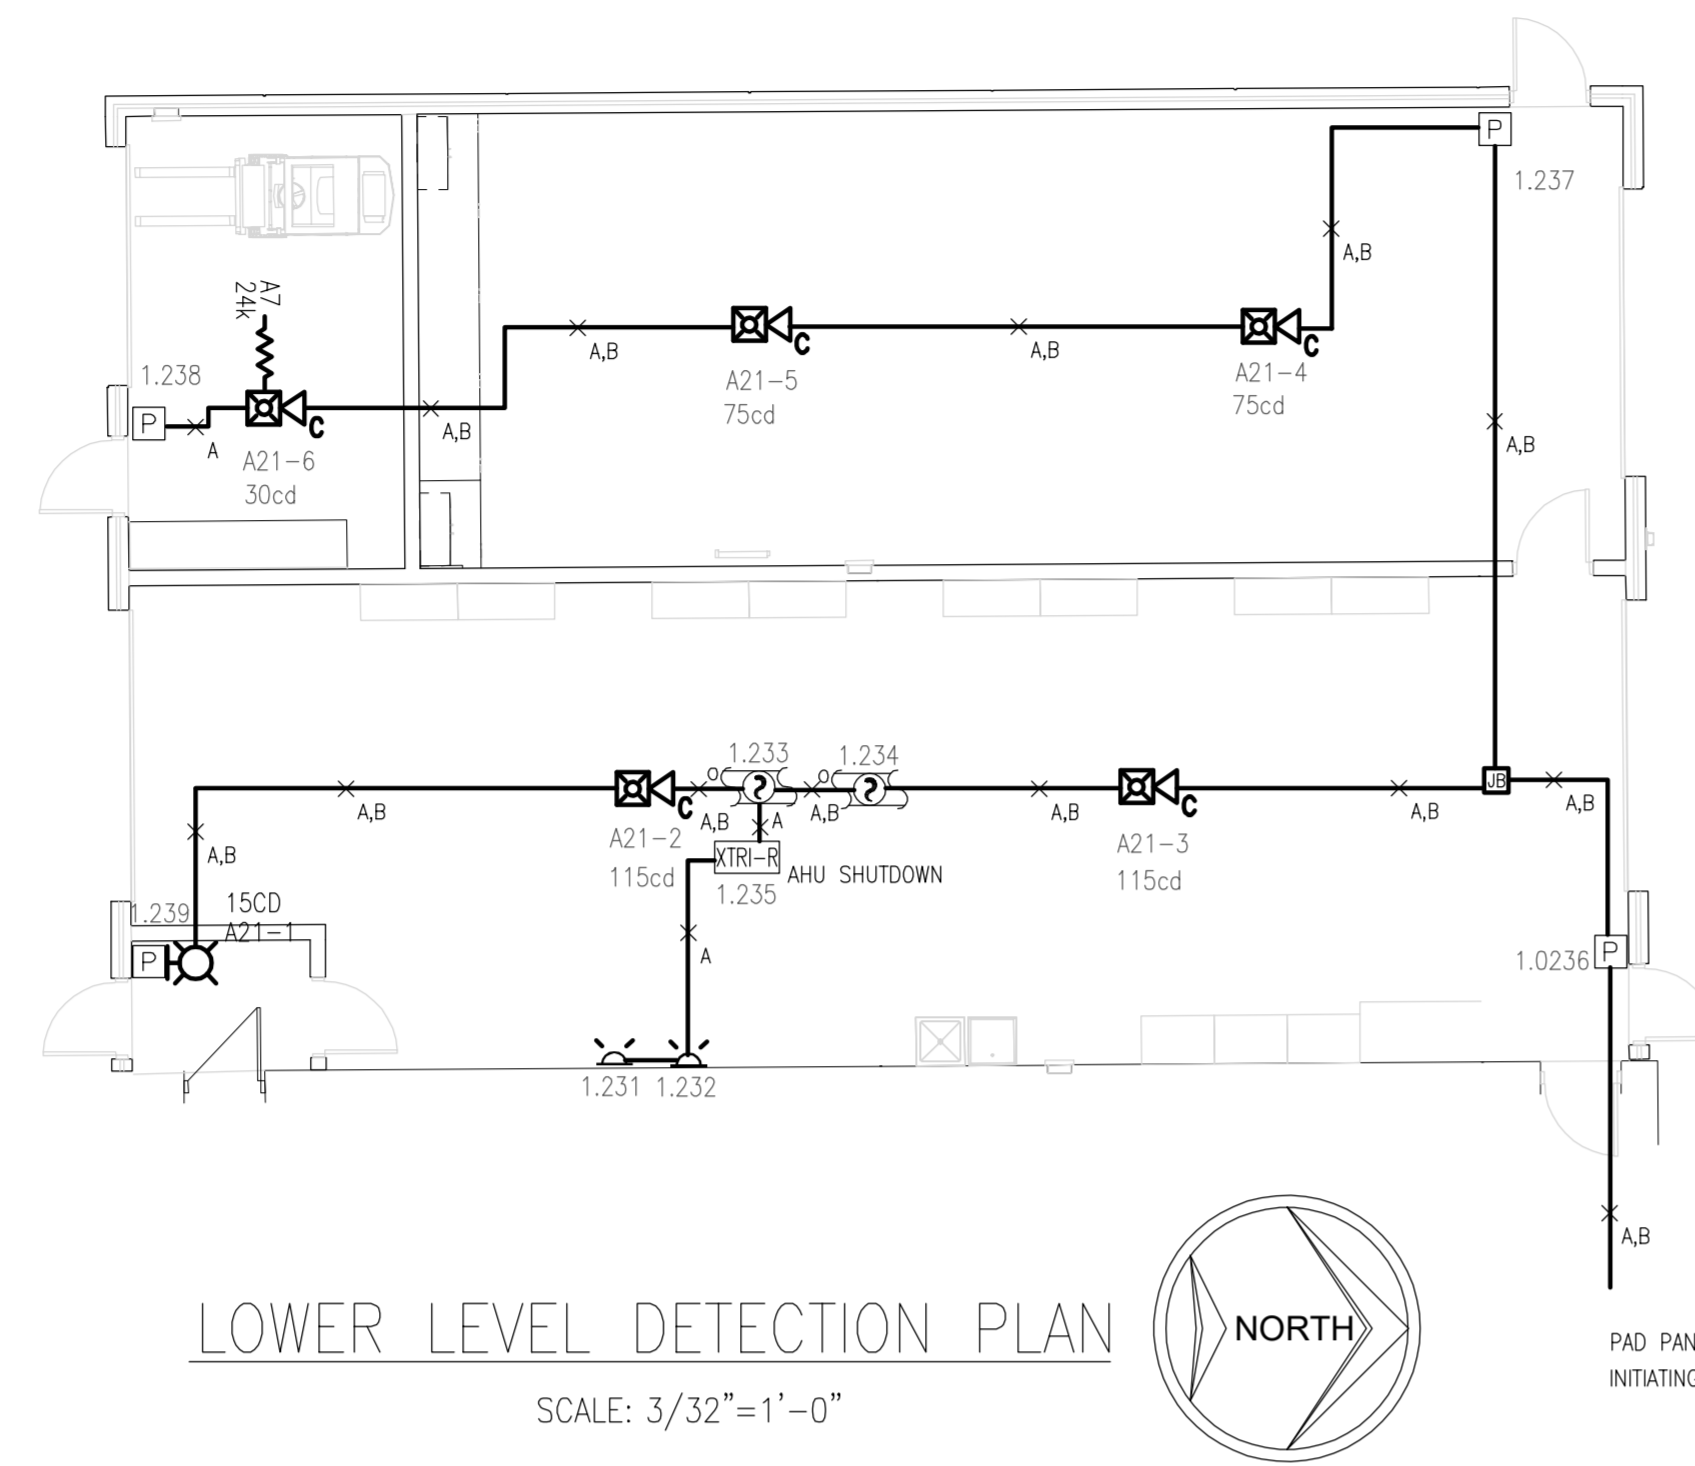 P
1.237
A,B
A7
24k
1.238
P
A
C
A21-6
30cd
A,B
A,B
C
A21-5
75cd
A,B
C
A21-4
75cd
A,B
1.233
1.234
JB
A,B
A,B
C
A21-2
115cd
A,B
A
A,B
XTRI-R
AHU SHUTDOWN
1.235
A,B
C
A21-3
115cd
A,B
A,B
1.239
15CD
A21-1
P
A
P
1.0236
1.231
1.232
A,B
LOWER LEVEL DETECTION PLAN
SCALE: 3/32"=1'-0"
NORTH
PAD PAN
INITIATING